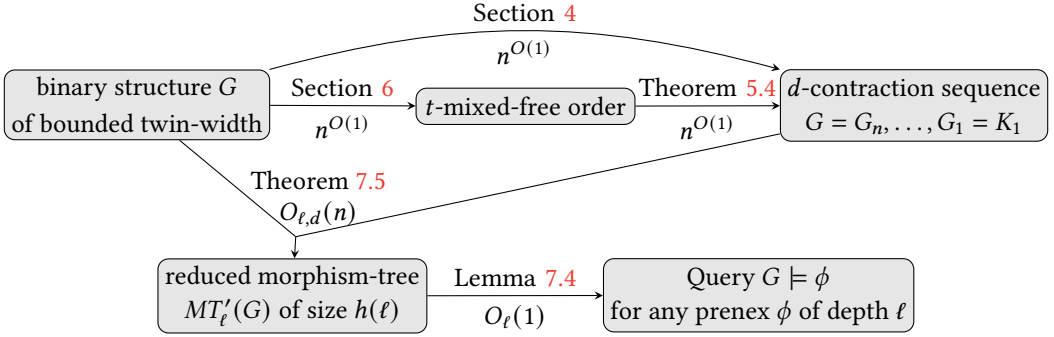 Section 4
n^{O(1)}
binary structure G
of bounded twin-width
Section 6
n^{O(1)}
t-mixed-free order
Theorem 5.4
n^{O(1)}
d-contraction sequence
G = G_n, . . . , G_1 = K_1
Theorem 7.5
O_{ℓ,d}(n)
reduced morphism-tree
MT'_ℓ(G) of size h(ℓ)
Lemma 7.4
O_ℓ(1)
Query G ⊨ ϕ
for any prenex ϕ of depth ℓ